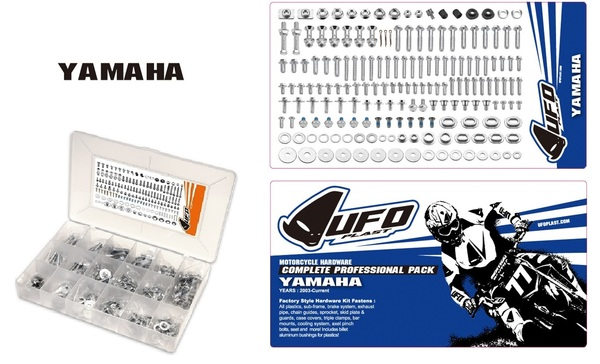 YAMAHA
UFO
PLAST
YAMAHA
UFO
PLAST
UFOPLAST.COM
MOTORCYCLE HARDWARE
COMPLETE PROFESSIONAL PACK
YAMAHA
YEARS : 2003-Current
Factory Style Hardware Kit Fastens :
All plastics, sub-frame, brake system, exhaust
pipe, chain guides, sprocket, skid plate &
guards, case covers, triple clamps, bar
mounts, cooling system, axel pinch
bolts, seat and more! Includes billet
aluminum bushings for plastics!
77